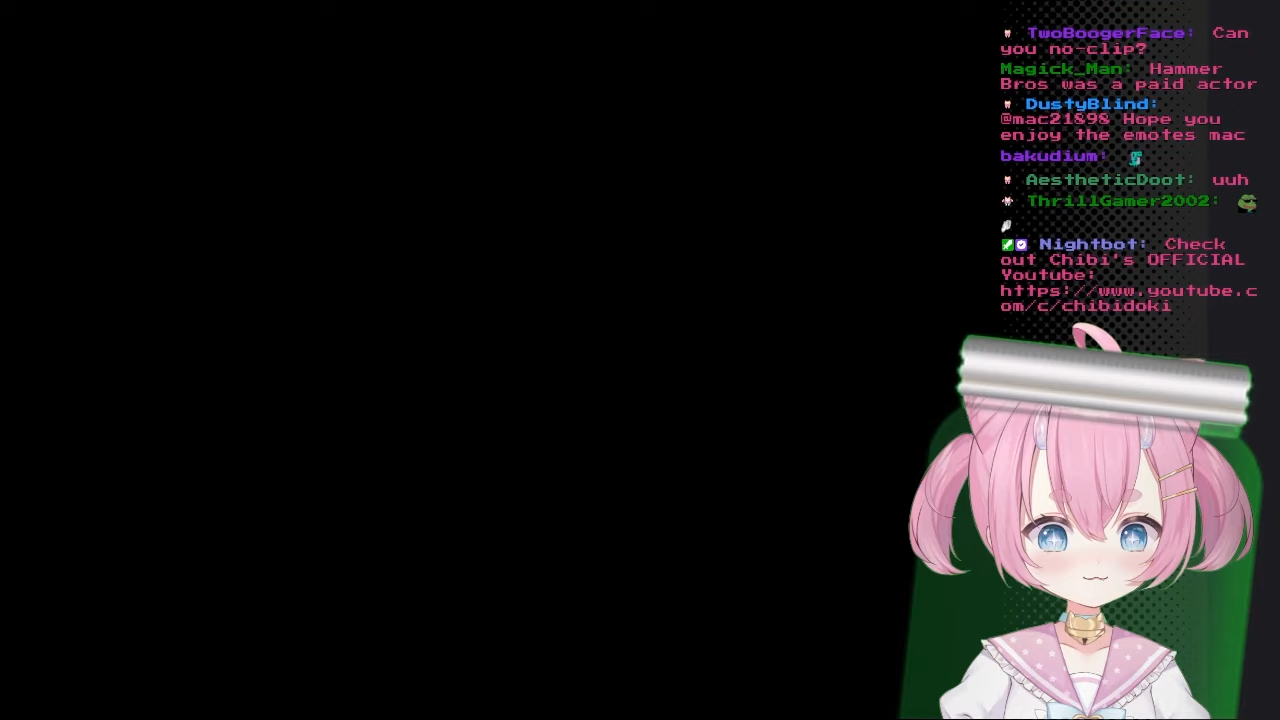 TwoBoogerFace: Can
you no-clip?
Magick_Man: Hammer
Bros was a paid actor
DustyBlind:
@mac21898 Hope you
enjoy the emotes mac
bakudium:
AestheticDoot: uuh
ThrillGamer2002:
Nightbot: Check
out Chibi's OFFICIAL
Youtube:
https://www.youtube.c
om/c/chibidoki